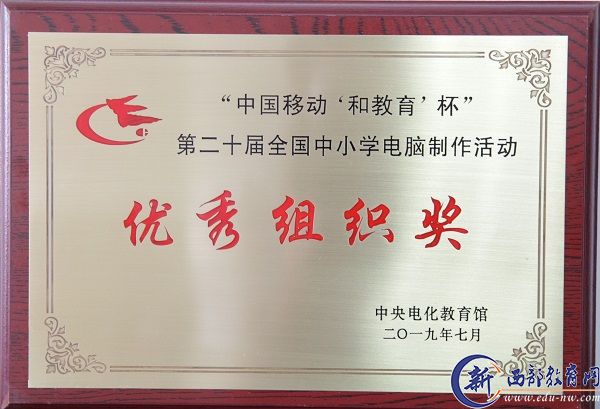 “中国移动‘和教育’杯”
第二十届全国中小学电脑制作活动
优秀组织奖
中央电化教育馆
二〇一九年七月
新 西部教育网
www.edu-nw.com